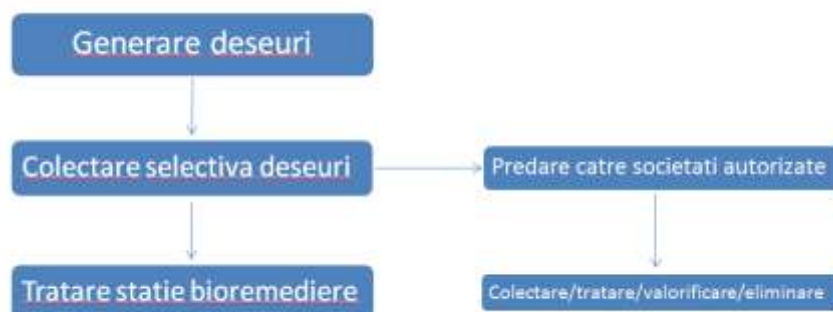 Generare deseuri
Colectare selectiva deseuri
Predare catre societati autorizate
Tratare statie bioremediere
Colectare/tratare/valorificare/eliminare